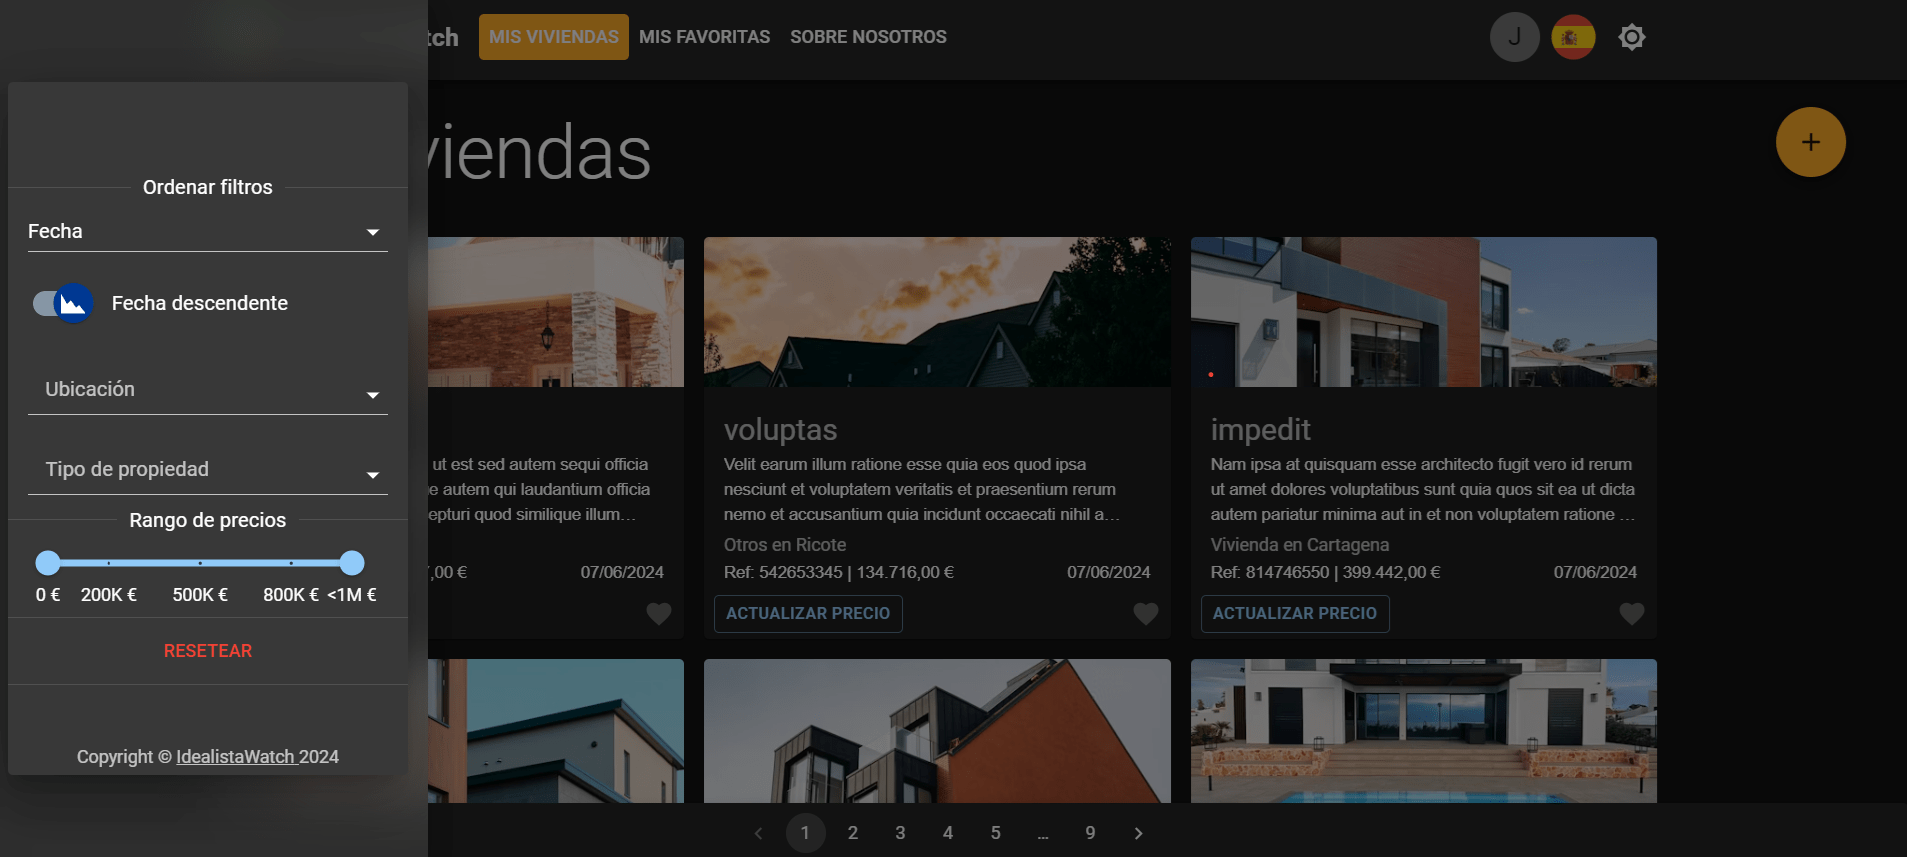 tch
MIS VIVIENDAS
MIS FAVORITAS
SOBRE NOSOTROS
J
viendas
+
Ordenar filtros
Fecha
Fecha descendente
Ubicación
Tipo de propiedad
Rango de precios
0 €
200K €
500K €
800K €
<1M €
RESETEAR
Copyright © IdealistaWatch 2024
ut est sed autem sequi officia
e autem qui laudantium officia
epturi quod similique illum…
,00 €
07/06/2024
voluptas
Velit earum illum ratione esse quia eos quod ipsa
nesciunt et voluptatem veritatis et praesentium rerum
nemo et accusantium quia incidunt occaecati nihil a…
Otros en Ricote
Ref: 542653345 | 134.716,00 €
07/06/2024
ACTUALIZAR PRECIO
impedit
Nam ipsa at quisquam esse architecto fugit vero id rerum
ut amet dolores voluptatibus sunt quia quos sit ea ut dicta
autem pariatur minima aut in et non voluptatem ratione …
Vivienda en Cartagena
Ref: 814746550 | 399.442,00 €
07/06/2024
ACTUALIZAR PRECIO
1 2 3 4 5 … 9